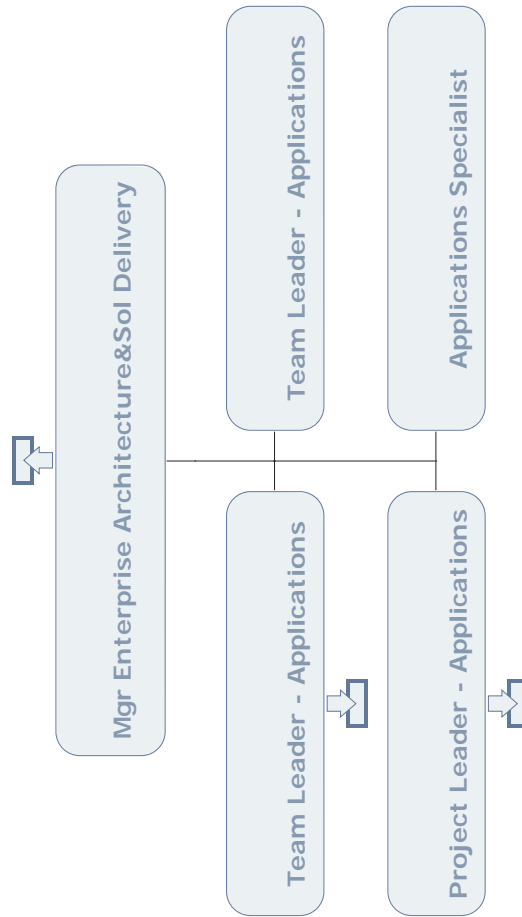 Mgr Enterprise Architecture&Sol Delivery
Team Leader - Applications
Team Leader - Applications
Project Leader - Applications
Applications Specialist